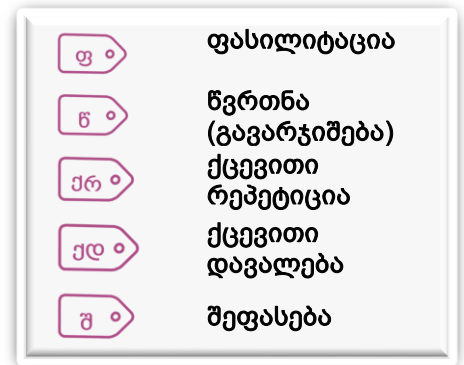 ფ ფასილიტაცია
წ წვრთნა
(გავარჯიშება)
ქრ ქცევითი
რეპეტიცია
ქდ ქცევითი
დავალება
შ შეფასება